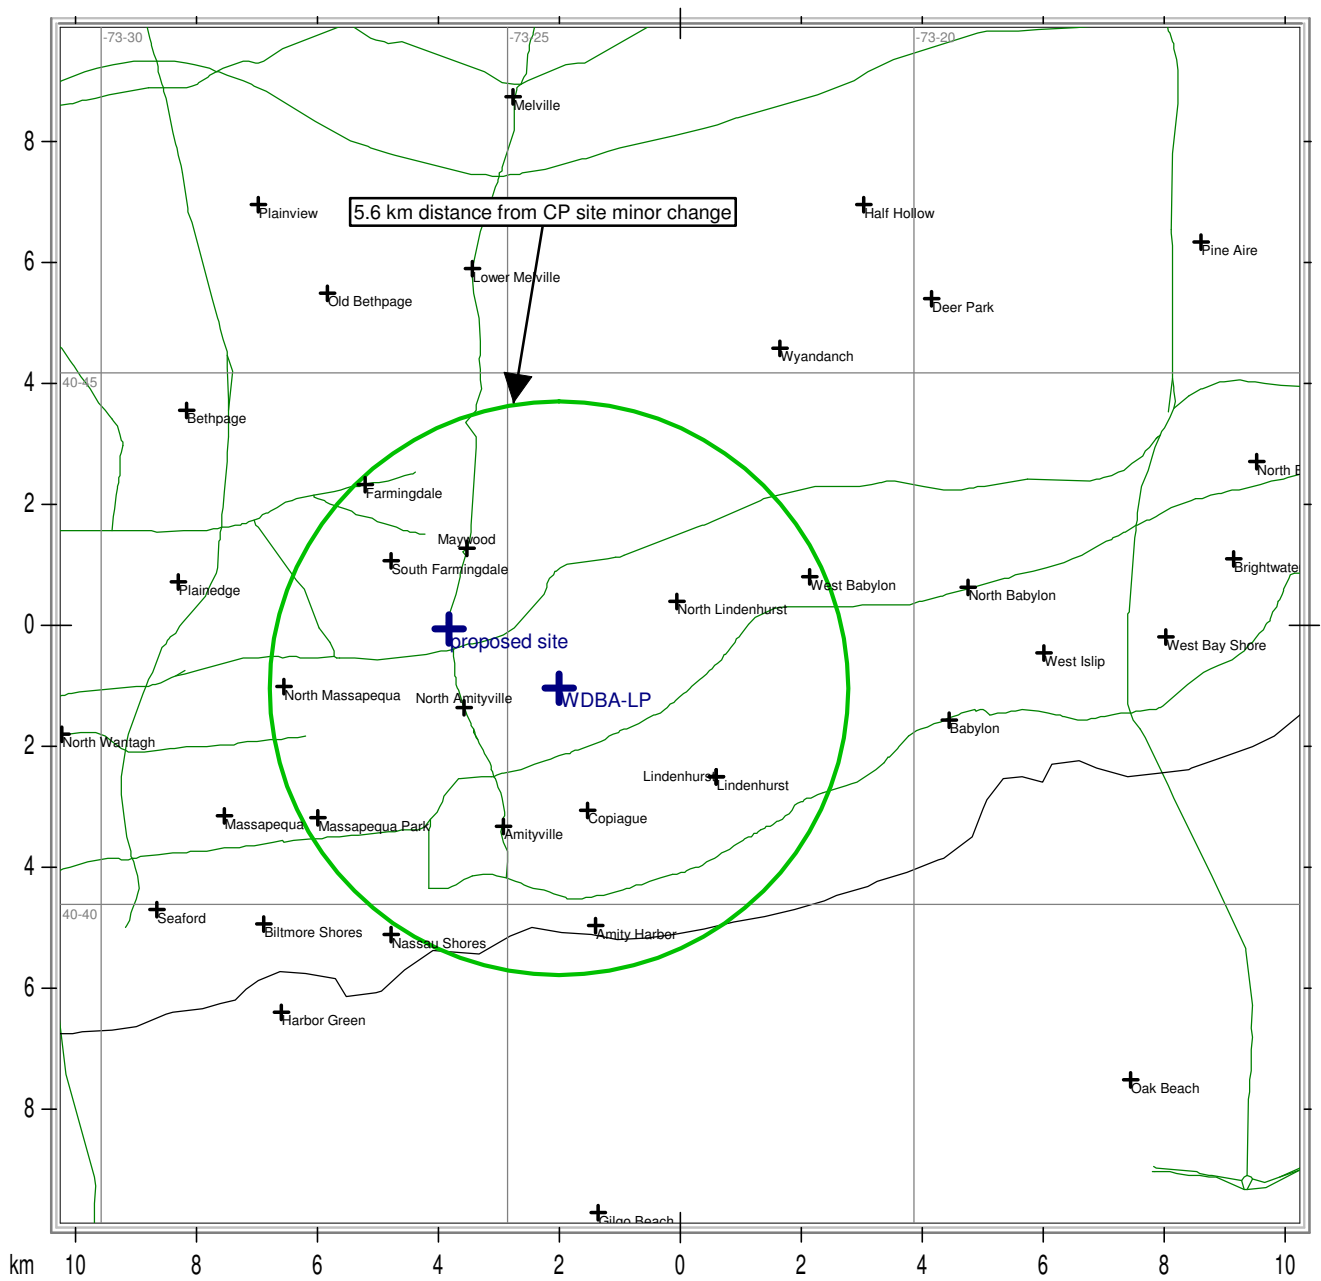 -73-30
-73-25
-73-20
Melville
8
Plainview
5.6 km distance from CP site minor change
Half Hollow
Pine Aire
6
Lower Melville
Old Bethpage
Deer Park
Wyandanch
4
40-45
Bethpage
North B
Farmingdale
2
Maywood
South Farmingdale
Brightwate
Plainedge
West Babylon
North Babylon
North Lindenhurst
0
proposed site
West Bay Shore
West Islip
North Massapequa
North Amityville
WDBA-LP
Babylon
North Wantagh
2
Lindenhurst
Lindenhurst
Copiague
Massapequa
Massapequa Park
Amityville
4
40-40
Seaford
Biltmore Shores
Nassau Shores
Amity Harbor
6
Harbor Green
Oak Beach
8
Gilgo Beach
km 10 8 6 4 2 0 2 4 6 8 10